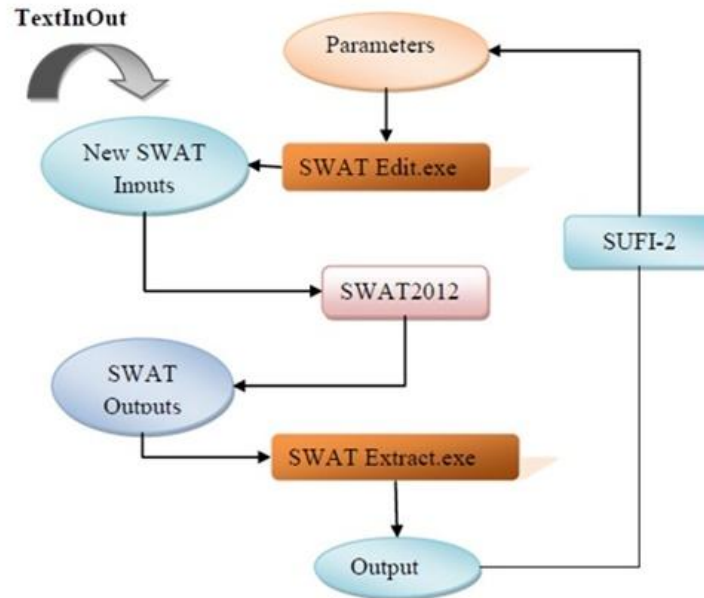 TextInOut
Parameters
New SWAT
Inputs
SWAT Edit.exe
SUFI-2
SWAT2012
SWAT
Outputs
SWAT Extract.exe
Output